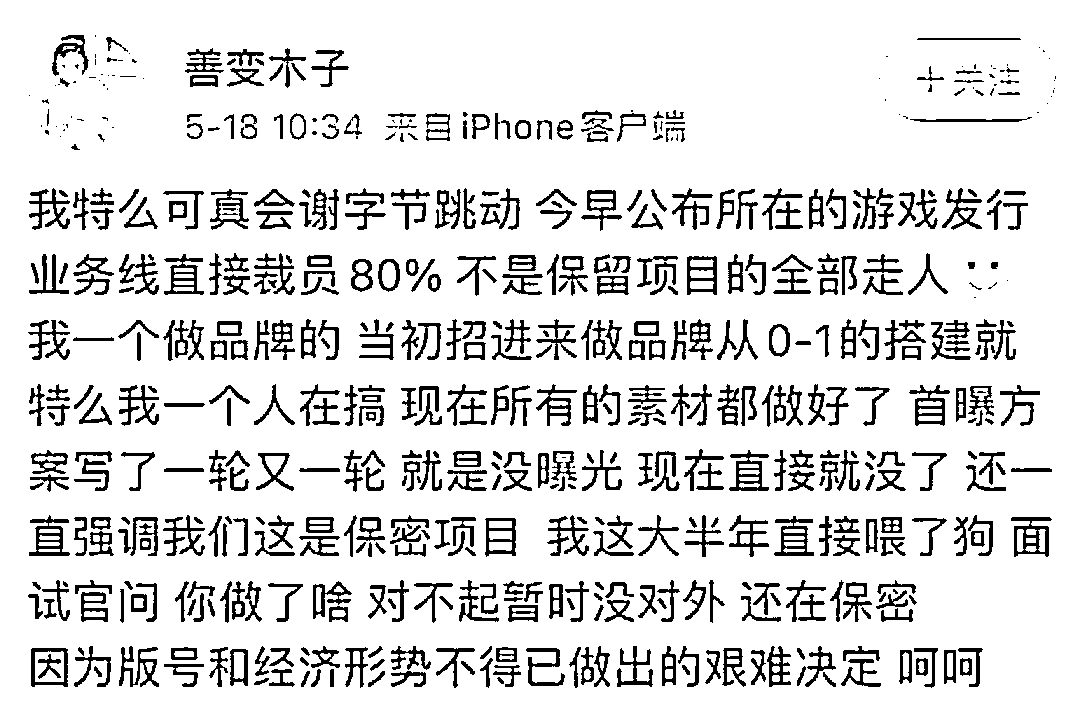 善变木子
+关注
5-18 10:34 来自iPhone客户端
我特么可真会谢字节跳动 今早公布所在的游戏发行
业务线直接裁员80% 不是保留项目的全部走人
我一个做品牌的 当初招进来做品牌从0-1的搭建就
特么我一个人在搞 现在所有的素材都做好了 首曝方
案写了一轮又一轮 就是没曝光 现在直接就没了 还一
直强调我们这是保密项目 我这大半年直接喂了狗 面
试官问 你做了啥 对不起暂时没对外 还在保密
因为版号和经济形势不得已做出的艰难决定 呵呵